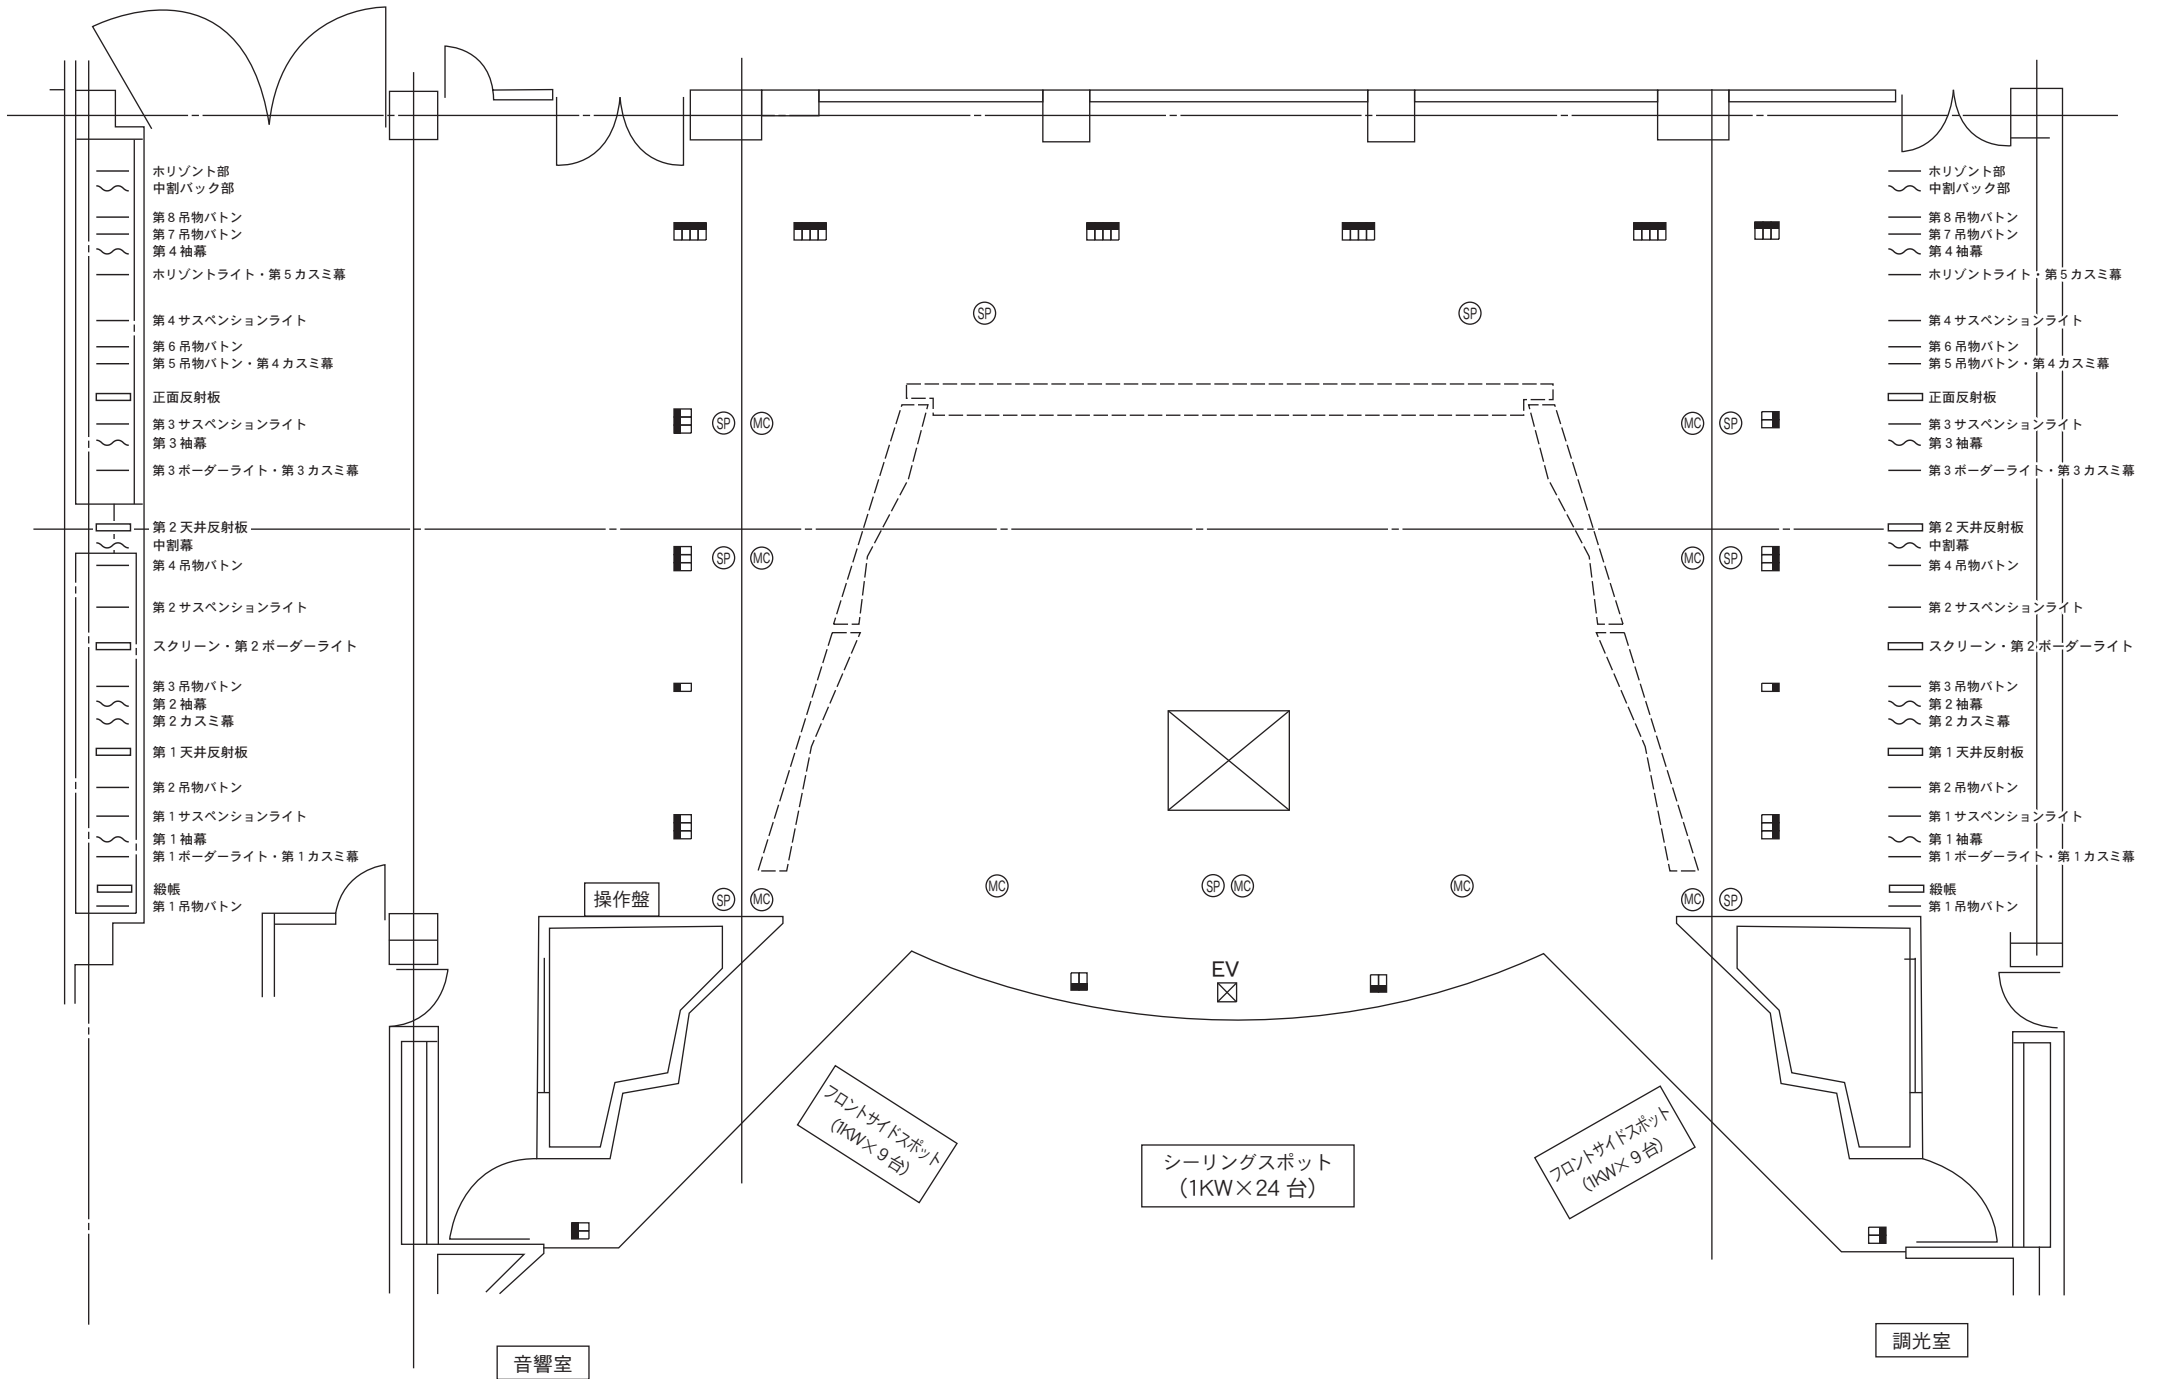 ホリゾント部
中割バック部
第8吊物バトン
第7吊物バトン
第4袖幕
ホリゾントライト・第5カスミ幕
第4サスペンションライト
第6吊物バトン
第5吊物バトン・第4カスミ幕
正面反射板
第3サスペンションライト
第3袖幕
第3ボーダーライト・第3カスミ幕
第2天井反射板
中割幕
第4吊物バトン
第2サスペンションライト
スクリーン・第2ボーダーライト
第3吊物バトン
第2袖幕
第2カスミ幕
第1天井反射板
第2吊物バトン
第1サスペンションライト
第1袖幕
第1ボーダーライト・第1カスミ幕
緞帳
第1吊物バトン
SP
SP
SP
MC
MC
SP
SP
MC
MC
SP
操作盤
SP
MC
MC
SP
MC
MC
MC
SP
EV
フロントサイドスポット
(1KW×9台)
シーリングスポット
(1KW×24台)
フロントサイドスポット
(1KW×9台)
音響室
調光室
ホリゾント部
中割バック部
第8吊物バトン
第7吊物バトン
第4袖幕
ホリゾントライト・第5カスミ幕
第4サスペンションライト
第6吊物バトン
第5吊物バトン・第4カスミ幕
正面反射板
第3サスペンションライト
第3袖幕
第3ボーダーライト・第3カスミ幕
第2天井反射板
中割幕
第4吊物バトン
第2サスペンションライト
スクリーン・第2ボーダーライト
第3吊物バトン
第2袖幕
第2カスミ幕
第1天井反射板
第2吊物バトン
第1サスペンションライト
第1袖幕
第1ボーダーライト・第1カスミ幕
緞帳
第1吊物バトン